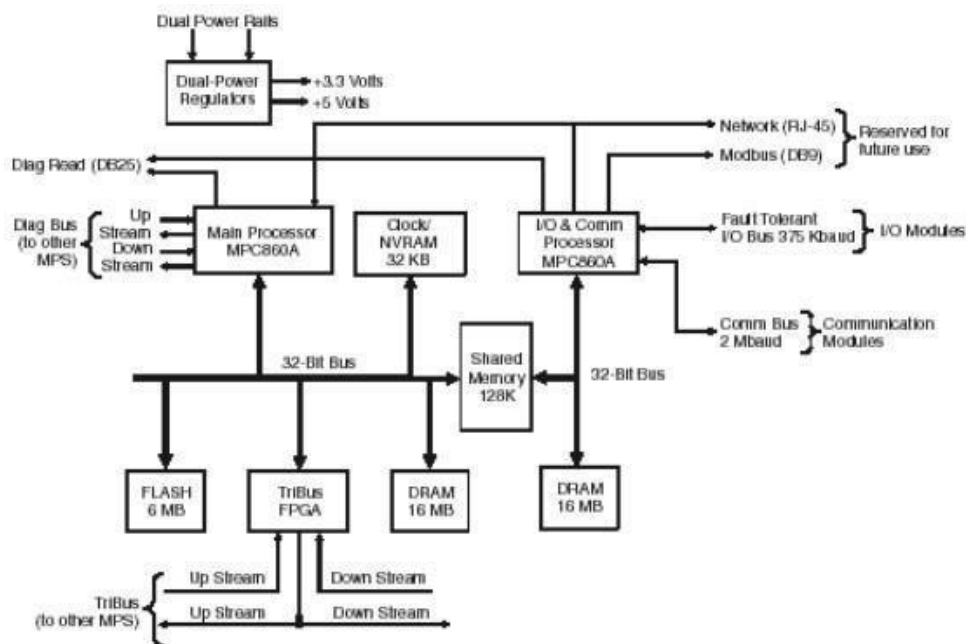 Dual Power Rails
Dual-Power
Regulators
+3.3 Volts
+5 Volts
Network (RJ-45)
Modbus (DB9)
Reserved for
future use
Diag Read (DB25)
Diag Bus
(to other
MPS)
Up
Stream
Down
Stream
Main Processor
MPC860A
Clock/
NVRAM
32 KB
I/O & Comm
Processor
MPC860A
Fault Tolerant
I/O Bus 375 Kbaud
I/O Modules
Comm Bus
2 Mbaud
Communication
Modules
32-Bit Bus
Shared
Memory
128K
32-Bit Bus
FLASH
6 MB
TriBus
FPGA
DRAM
16 MB
DRAM
16 MB
Up Stream
Down Stream
TriBus
(to other MPS)
Up Stream
Down Stream